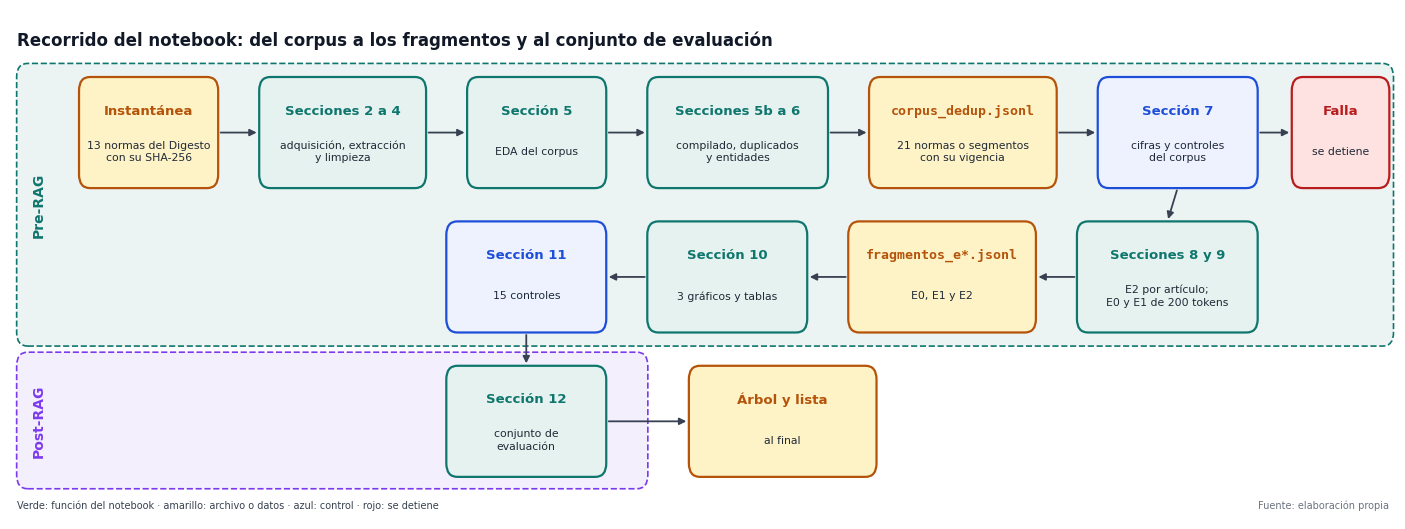 Recorrido del notebook: del corpus a los fragmentos y al conjunto de evaluación
Pre-RAG
Instantánea
13 normas del Digesto
con su SHA-256
Secciones 2 a 4
adquisición, extracción
y limpieza
Sección 5
EDA del corpus
Secciones 5b a 6
compilado, duplicados
y entidades
corpus_dedup.jsonl
21 normas o segmentos
con su vigencia
Sección 7
cifras y controles
del corpus
Falla
se detiene
Secciones 8 y 9
E2 por artículo;
E0 y E1 de 200 tokens
fragmentos_e*.jsonl
E0, E1 y E2
Sección 10
3 gráficos y tablas
Sección 11
15 controles
Post-RAG
Sección 12
conjunto de
evaluación
Árbol y lista
al final
Verde: función del notebook · amarillo: archivo o datos · azul: control · rojo: se detiene
Fuente: elaboración propia